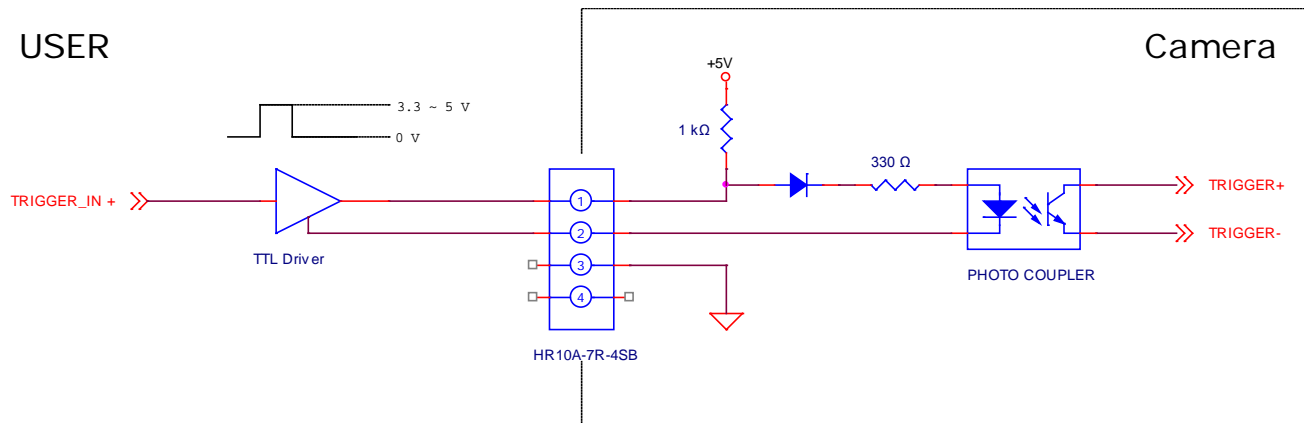 USER
Camera
+5V
3.3 ~ 5 V
0 V
1 kΩ
330 Ω
TRIGGER_IN +
1
2
3
4
TRIGGER+
TRIGGER-
TTL Driver
PHOTO COUPLER
HR10A-7R-4SB